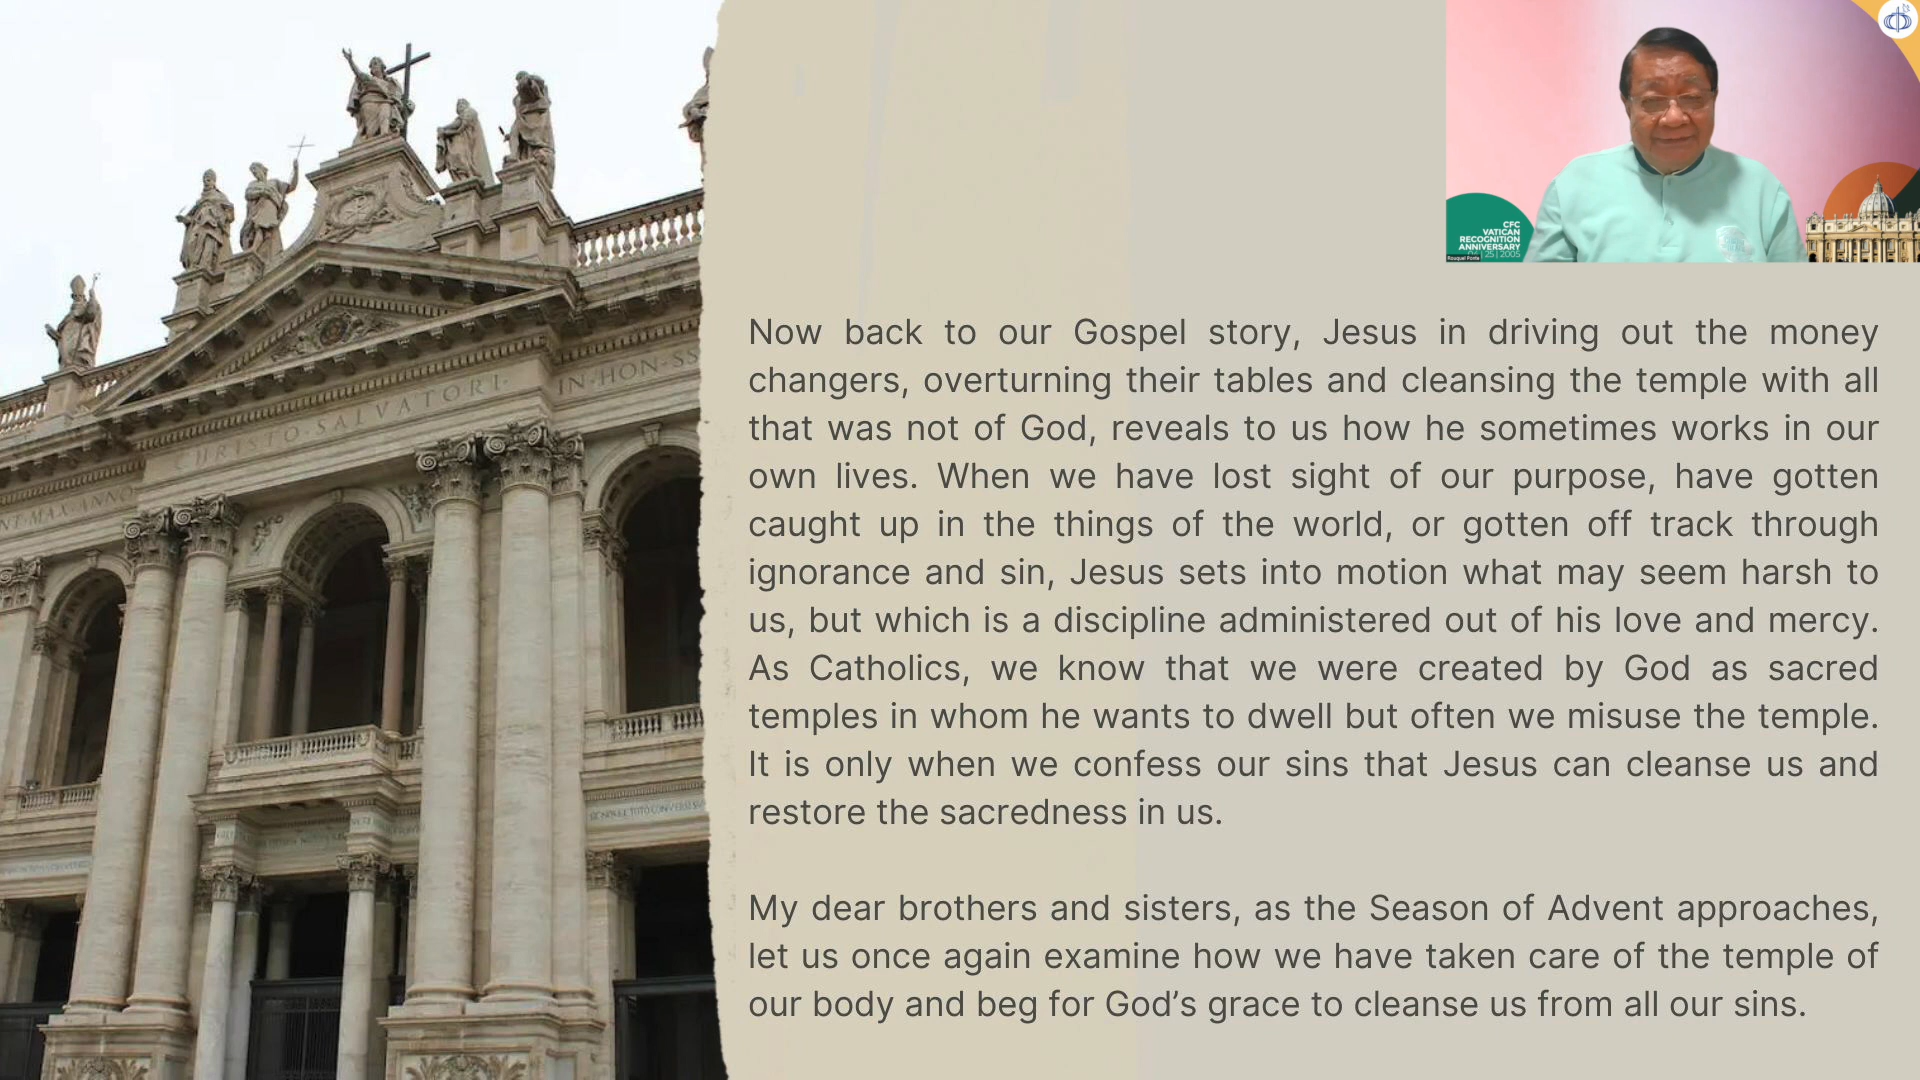 CFC
VATICAN
RECOGNITION
ANNIVERSARY
25 | 2005
CHRISTO·SALVATORI·
IN·HON·SS
NT·MAX·ANNO
Now back to our Gospel story, Jesus in driving out the money
changers, overturning their tables and cleansing the temple with all
that was not of God, reveals to us how he sometimes works in our
own lives. When we have lost sight of our purpose, have gotten
caught up in the things of the world, or gotten off track through
ignorance and sin, Jesus sets into motion what may seem harsh to
us, but which is a discipline administered out of his love and mercy.
As Catholics, we know that we were created by God as sacred
temples in whom he wants to dwell but often we misuse the temple.
It is only when we confess our sins that Jesus can cleanse us and
restore the sacredness in us.
My dear brothers and sisters, as the Season of Advent approaches,
let us once again examine how we have taken care of the temple of
our body and beg for God’s grace to cleanse us from all our sins.